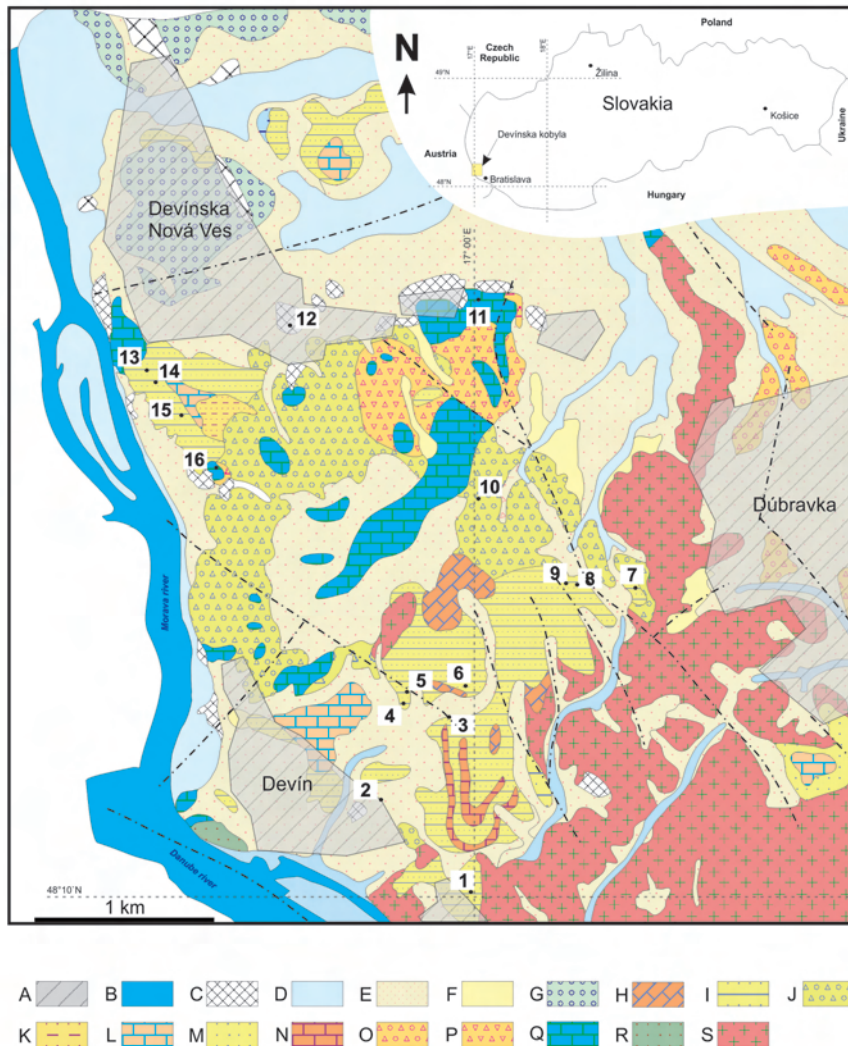 Poland
N
Czech
Republic
17°E
18°E
49°N
Žilina
Slovakia
Košice
Ukraine
Devínska kobyla
Austria
48°N
Bratislava
Hungary
Devínska
Nová Ves
17°00´E
12
11
13
14
15
16
10
Dúbravka
9
8
7
Morava river
6
5
4
3
Devín
2
Danube river
1
48°10´N
1 km
A B C D E F G H I J
K L M N O P Q R S